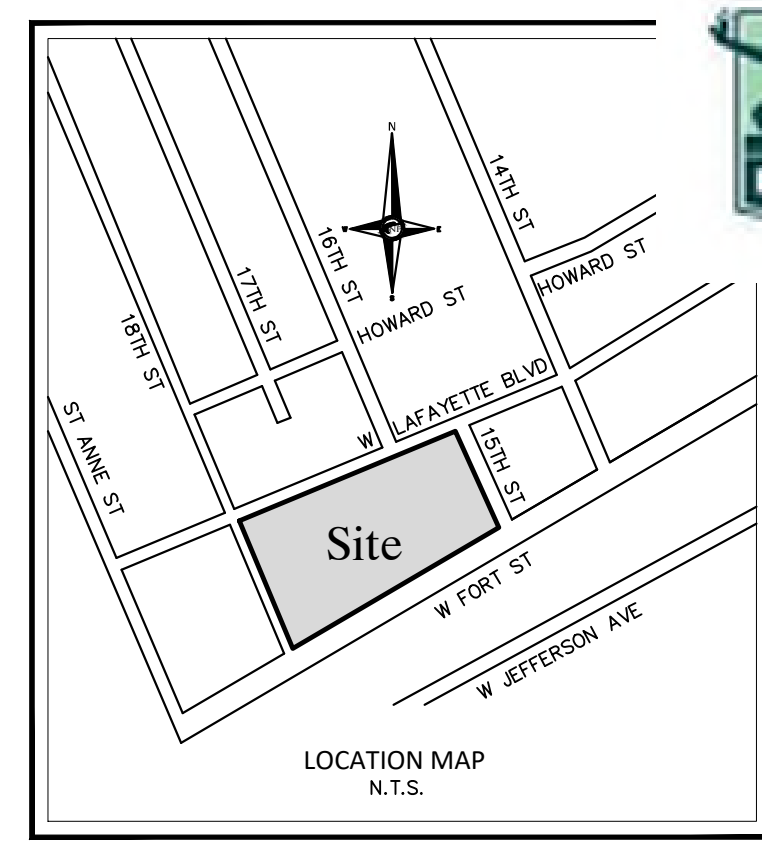 N
14TH ST
16TH ST
HOWARD ST
17TH ST
HOWARD ST
18TH ST
W LAFAYETTE BLVD
ST ANNE ST
15TH ST
Site
W FORT ST
W JEFFERSON AVE
LOCATION MAP
N.T.S.